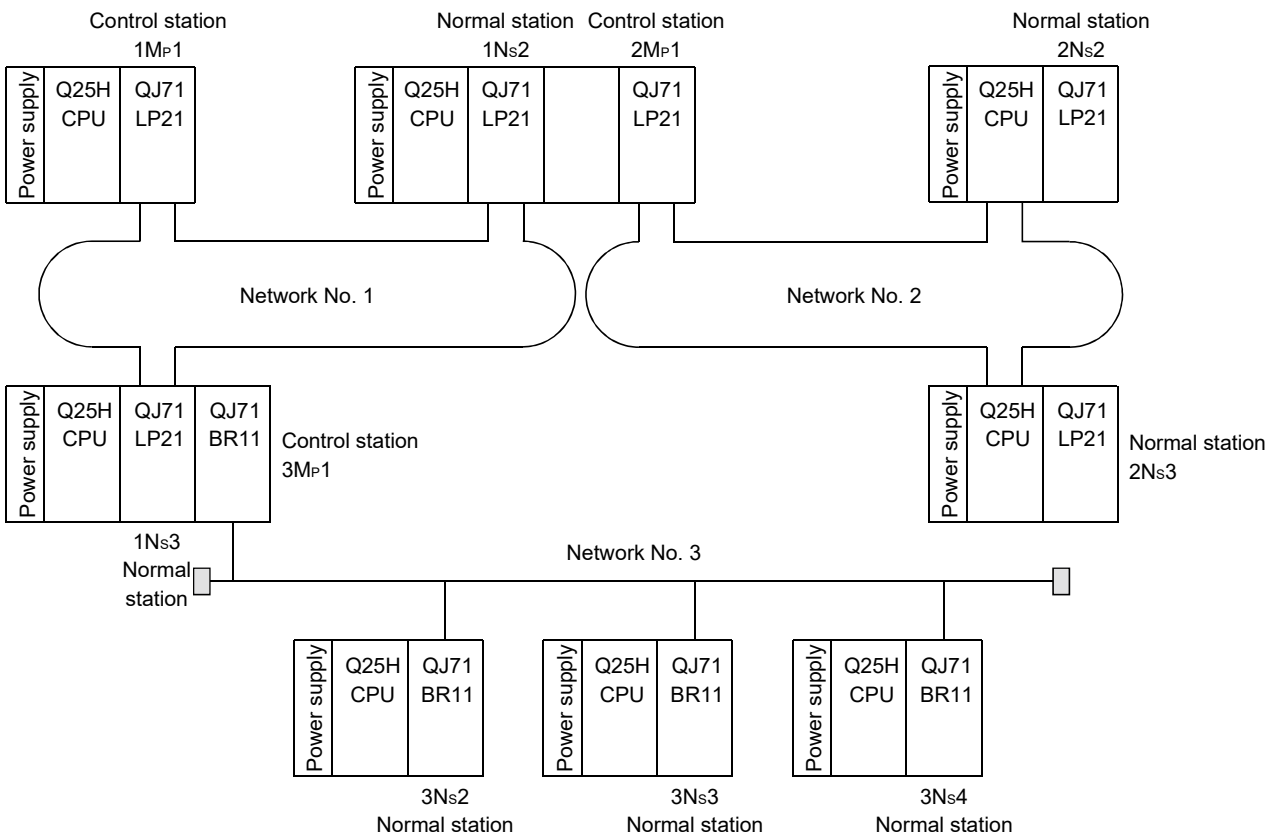 Control station
1MP1
Normal station
1NS2
Control station
2MP1
Normal station
2NS2
Power supply
Q25H
CPU
QJ71
LP21
Power supply
Q25H
CPU
QJ71
LP21
QJ71
LP21
Power supply
Q25H
CPU
QJ71
LP21
Network No. 1
Network No. 2
Power supply
Q25H
CPU
QJ71
LP21
QJ71
BR11
Control station
3MP1
Power supply
Q25H
CPU
QJ71
LP21
Normal station
2NS3
1NS3
Normal
station
Network No. 3
Power supply
Q25H
CPU
QJ71
BR11
Power supply
Q25H
CPU
QJ71
BR11
Power supply
Q25H
CPU
QJ71
BR11
3NS2
Normal station
3NS3
Normal station
3NS4
Normal station